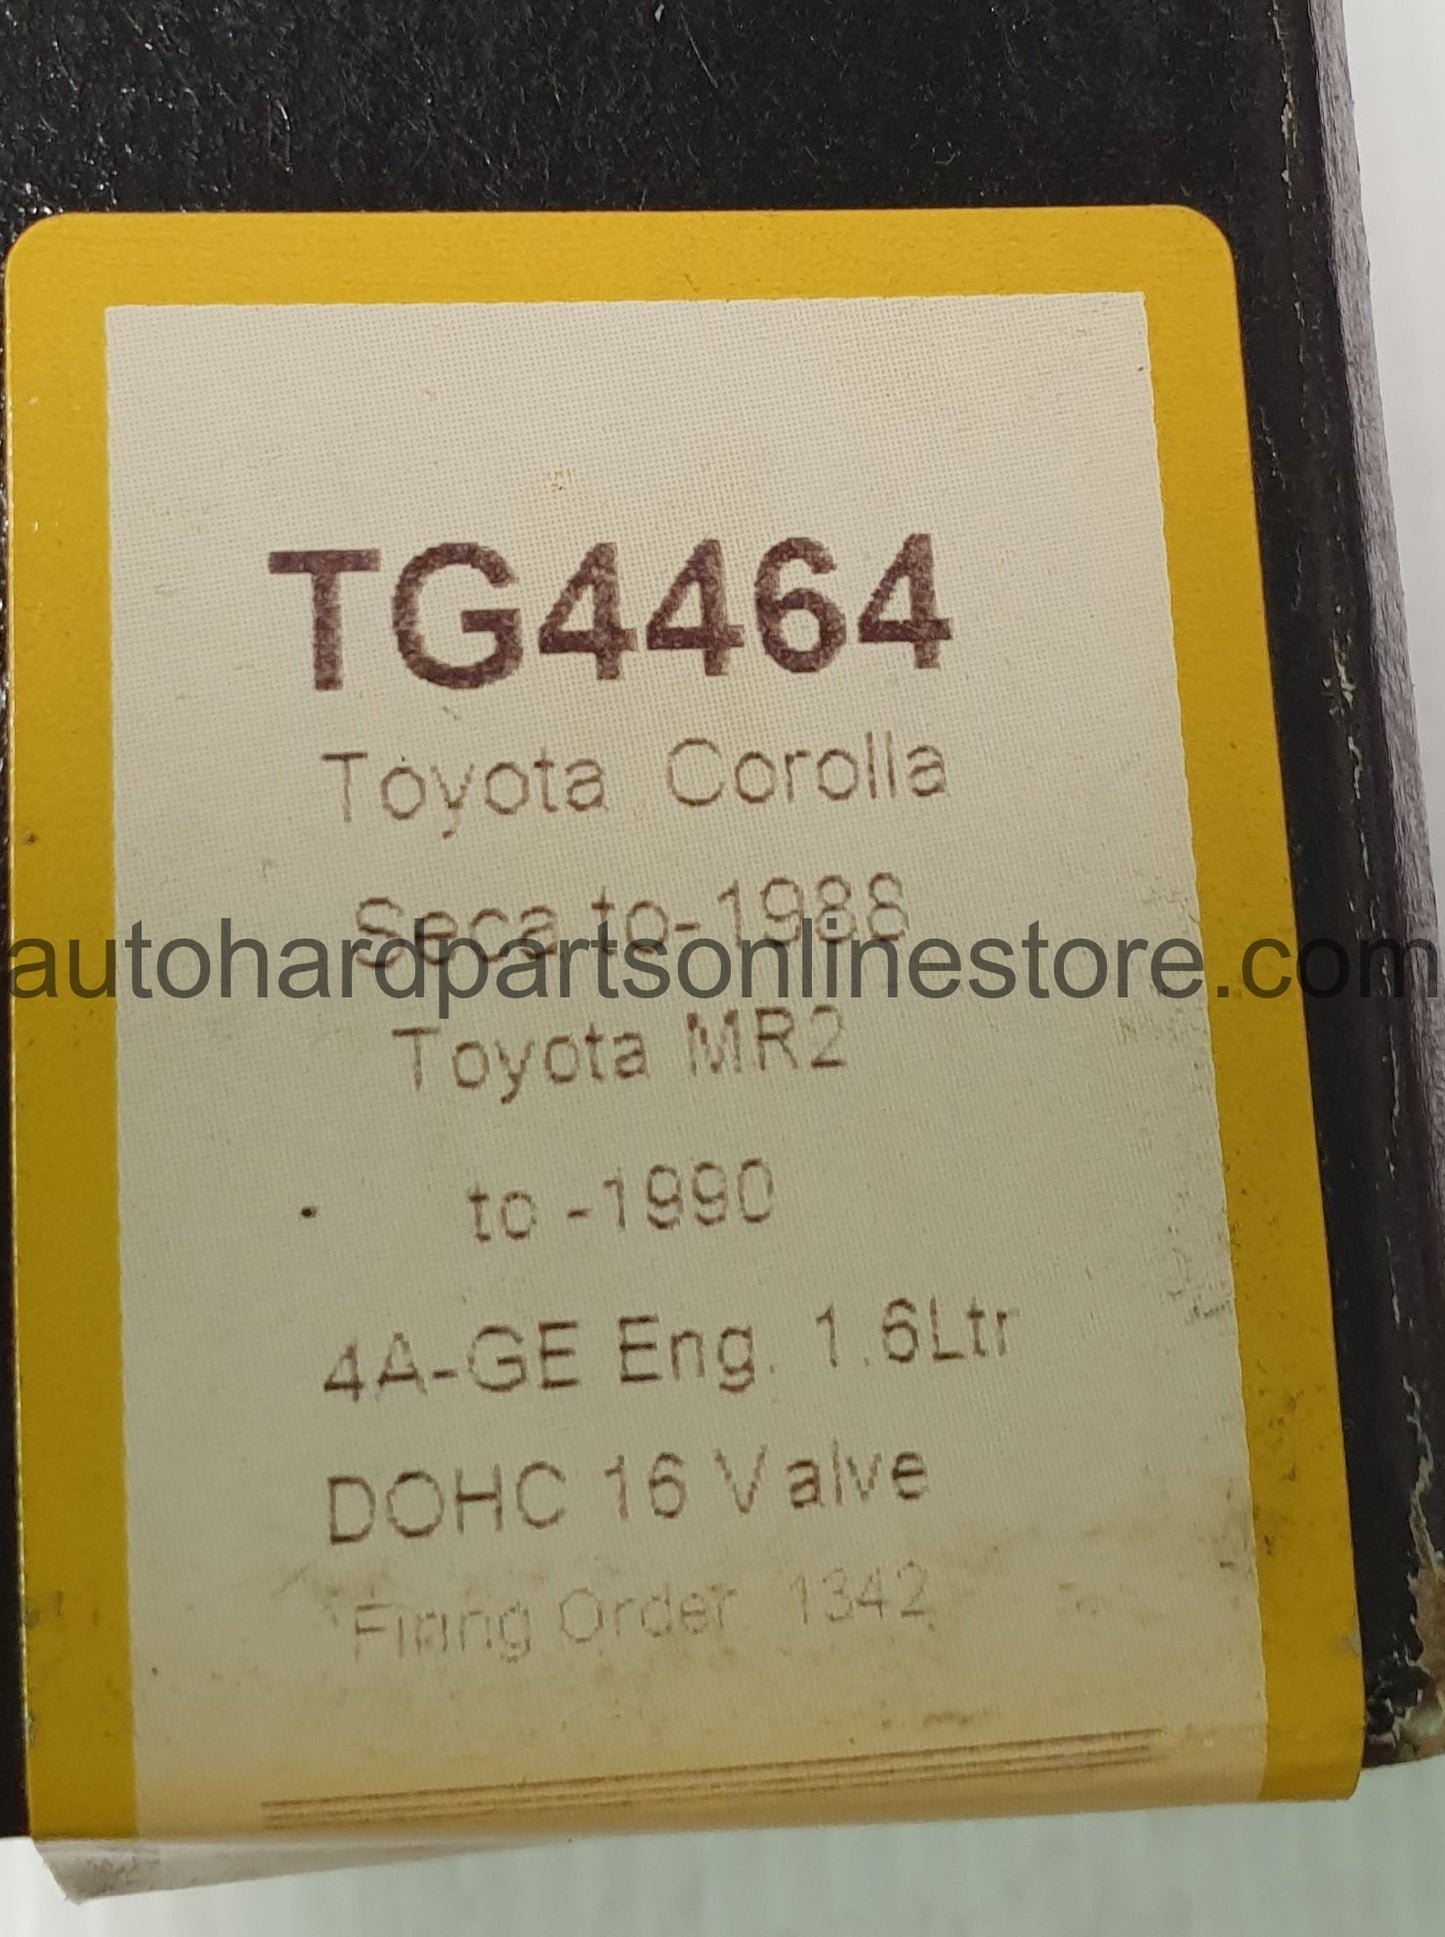 TG4464
Toyota Corolla
Seca to-1988
autohardpartsonlinestore.com
Toyota MR2
to -1990
4A-GE Eng. 1.6Ltr
DOHC 16 Valve
Firing Order 1342